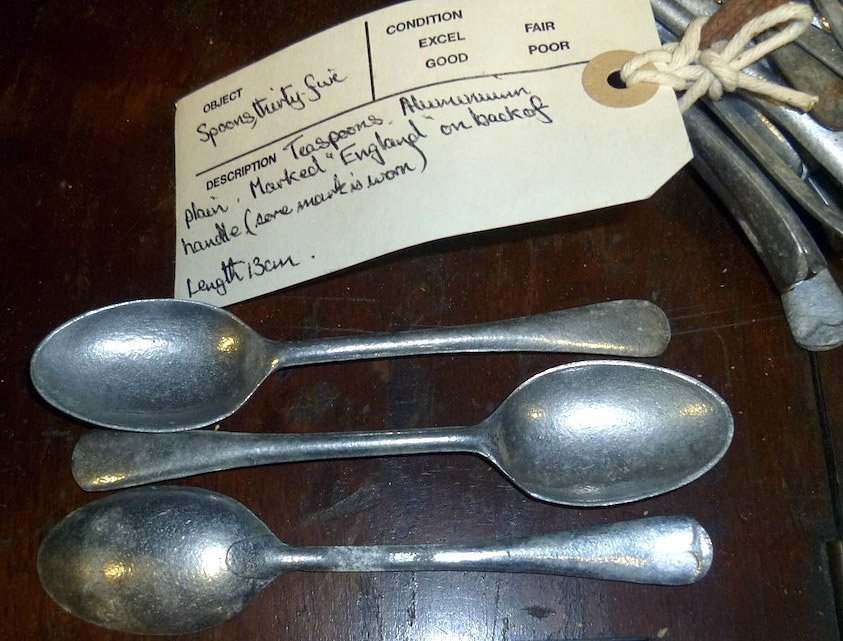 OBJECT
Spoons, thirty-five
CONDITION
EXCEL FAIR
GOOD POOR
DESCRIPTION Teaspoons. Aluminium
plain. Marked "England" on back of
handle (some mark is worn)
Length 13cm.